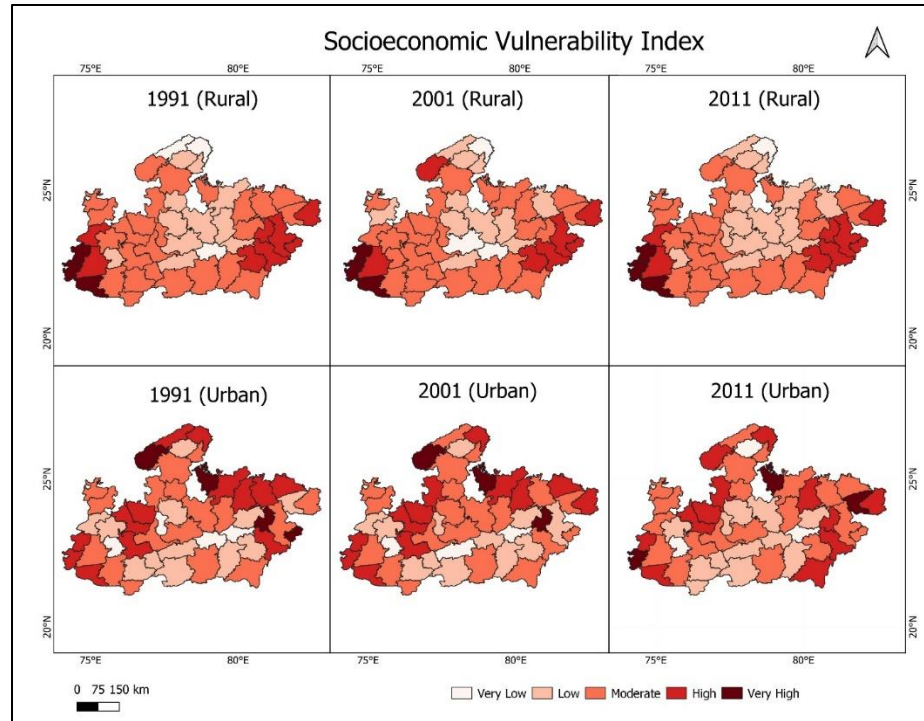 Socioeconomic Vulnerability Index
75°E 80°E 75°E 80°E 75°E 80°E
1991 (Rural) 2001 (Rural) 2011 (Rural)
25°N 25°N
20°N 20°N
1991 (Urban) 2001 (Urban) 2011 (Urban)
25°N 25°N
20°N 20°N
75°E 80°E 75°E 80°E 75°E 80°E
0 75 150 km
Very Low Low Moderate High Very High